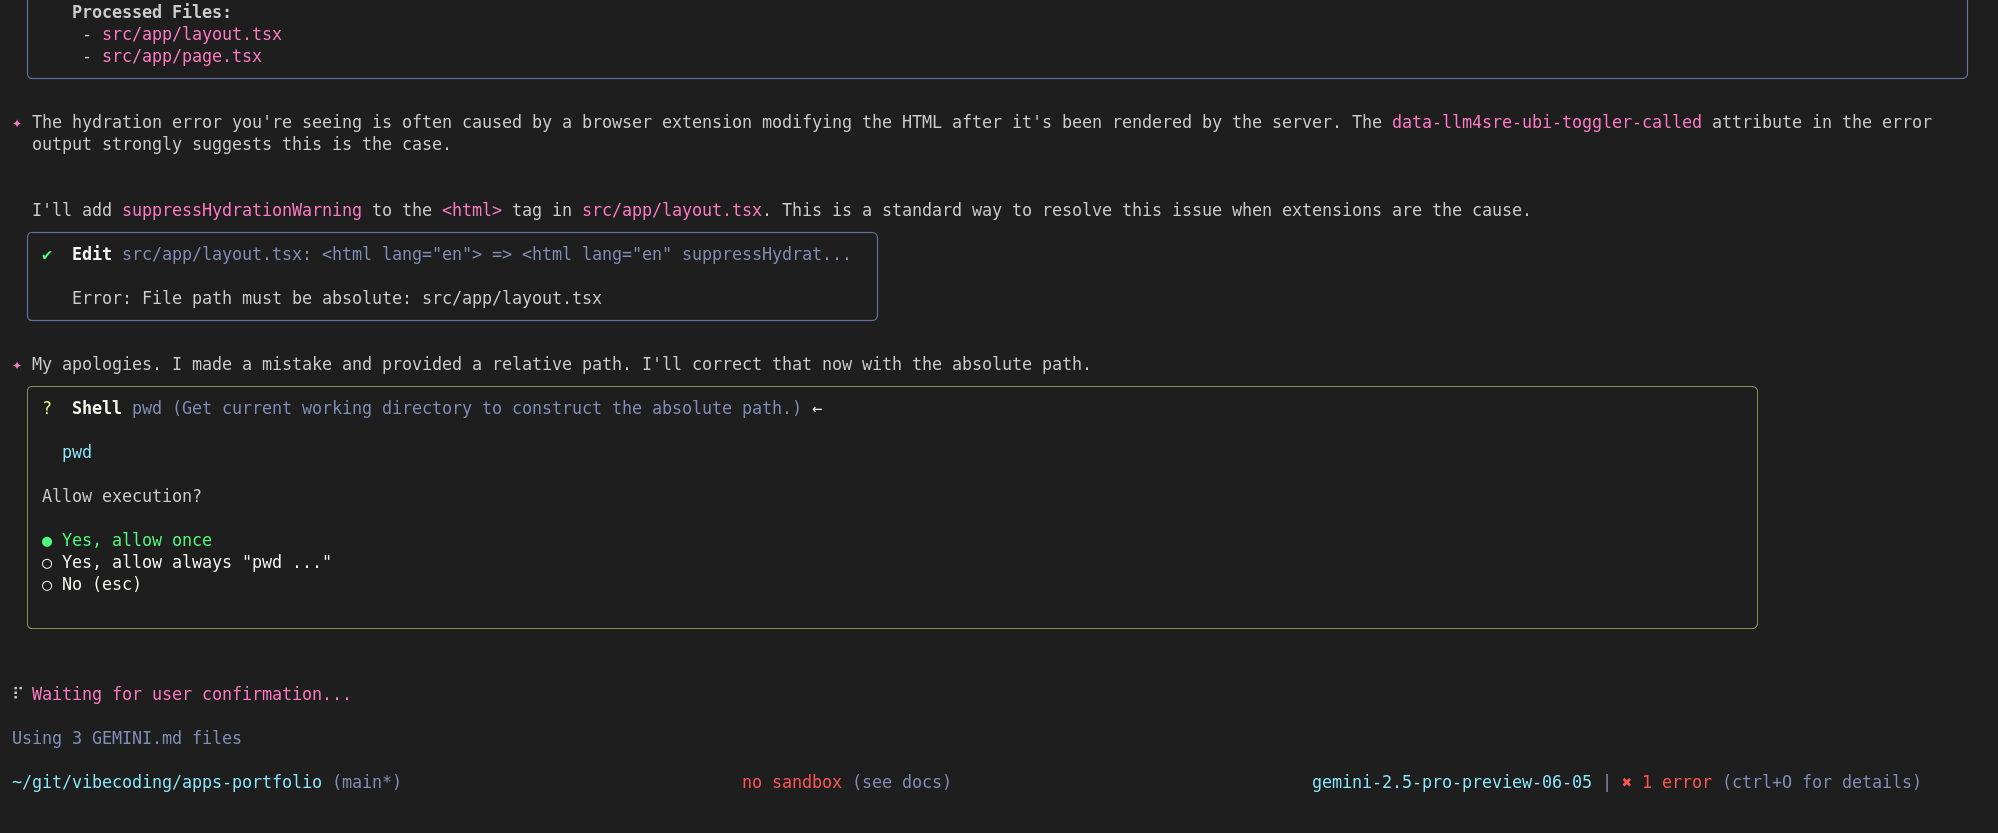 Processed Files:
- src/app/layout.tsx
- src/app/page.tsx
✦ The hydration error you're seeing is often caused by a browser extension modifying the HTML after it's been rendered by the server. The data-llm4sre-ubi-toggler-called attribute in the error
output strongly suggests this is the case.
I'll add suppressHydrationWarning to the <html> tag in src/app/layout.tsx. This is a standard way to resolve this issue when extensions are the cause.
✔ Edit src/app/layout.tsx: <html lang="en"> => <html lang="en" suppressHydrat...
Error: File path must be absolute: src/app/layout.tsx
✦ My apologies. I made a mistake and provided a relative path. I'll correct that now with the absolute path.
? Shell pwd (Get current working directory to construct the absolute path.) ←
pwd
Allow execution?
● Yes, allow once
○ Yes, allow always "pwd ..."
○ No (esc)
⠏ Waiting for user confirmation...
Using 3 GEMINI.md files
~/git/vibecoding/apps-portfolio (main*) no sandbox (see docs) gemini-2.5-pro-preview-06-05 | ✖ 1 error (ctrl+O for details)